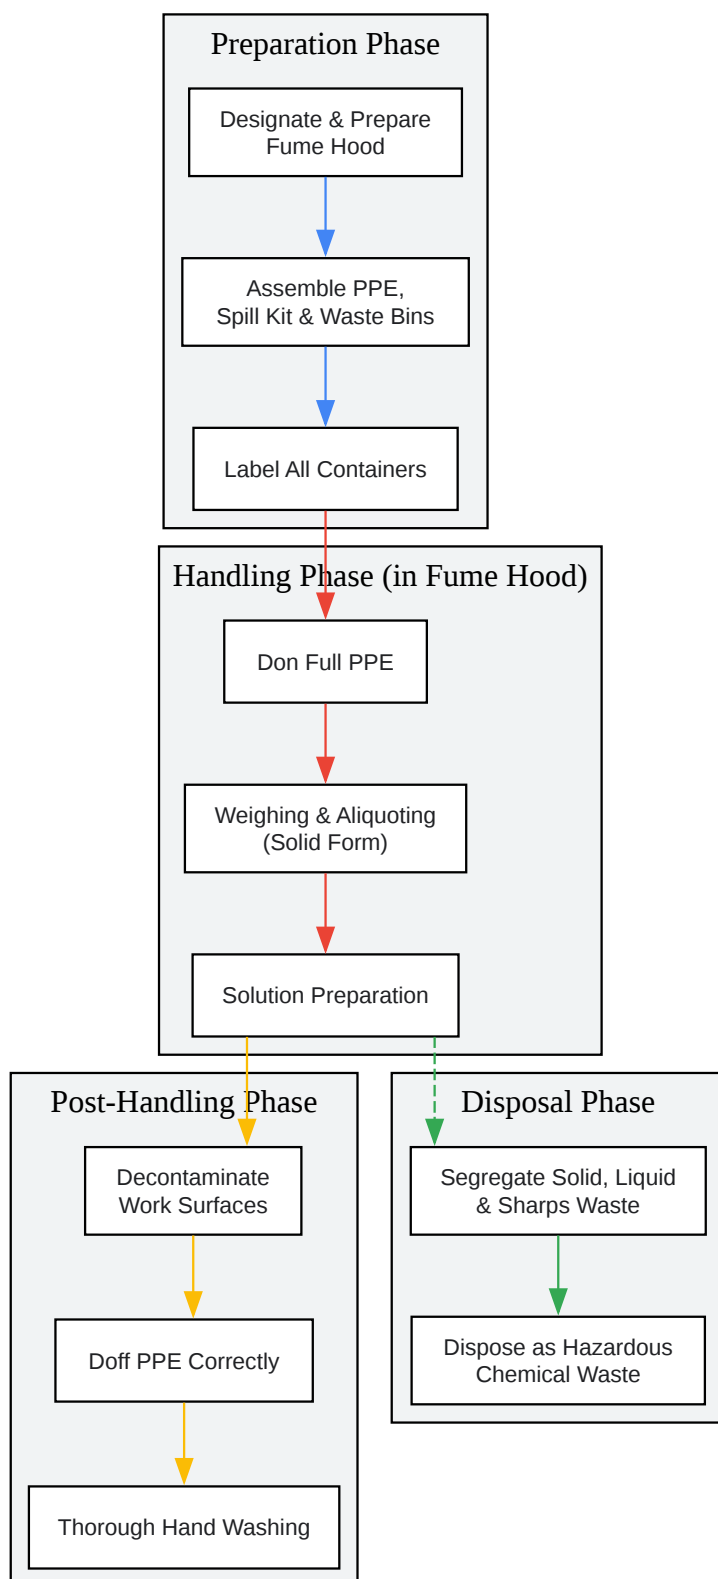 Preparation Phase
Designate & Prepare
Fume Hood
Assemble PPE,
Spill Kit & Waste Bins
Label All Containers
Handling Phase (in Fume Hood)
Don Full PPE
Weighing & Aliquoting
(Solid Form)
Solution Preparation
Post-Handling Phase
Decontaminate
Work Surfaces
Doff PPE Correctly
Thorough Hand Washing
Disposal Phase
Segregate Solid, Liquid
& Sharps Waste
Dispose as Hazardous
Chemical Waste